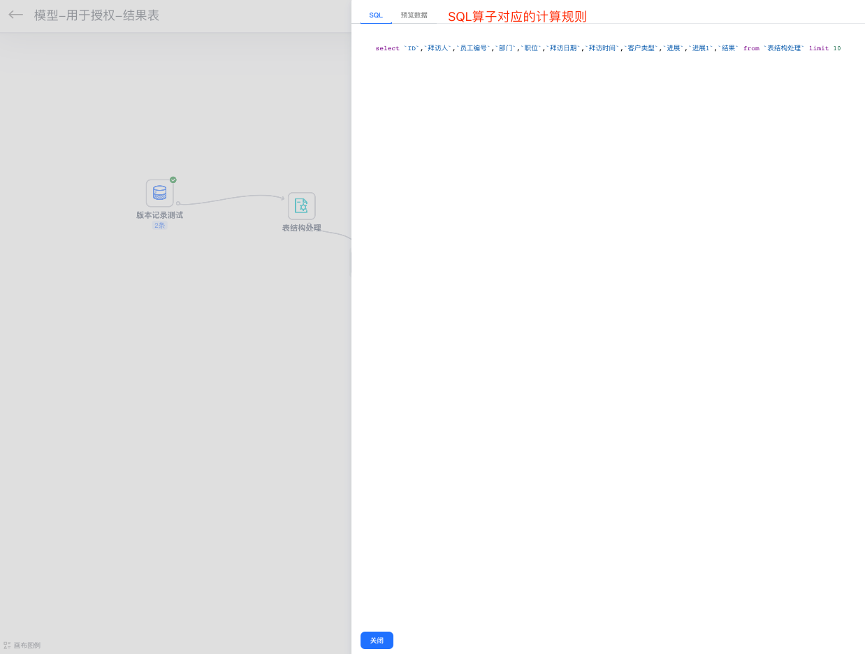 模型-用于授权-结果表
SQL
预览数据
SQL算子对应的计算规则
select `ID`,`拜访人`,`员工编号`,`部门`,`职位`,`拜访日期`,`拜访时间`,`客户类型`,`进展`,`进展1`,`结果` from `表结构处理` limit 10
版本记录测试
2条
表结构处理
画布图例
关闭